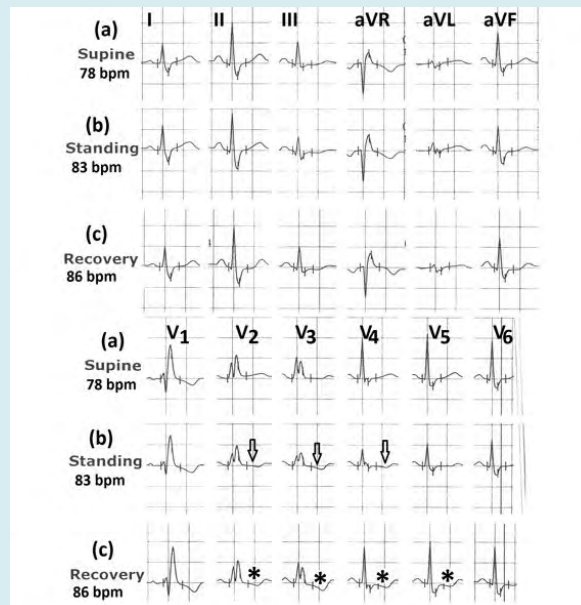 I II III aVR aVL aVF
(a)
Supine
78 bpm
(b)
Standing
83 bpm
(c)
Recovery
86 bpm
V1 V2 V3 V4 V5 V6
(a)
Supine
78 bpm
(b)
Standing
83 bpm
(c)
Recovery
86 bpm
* * * *